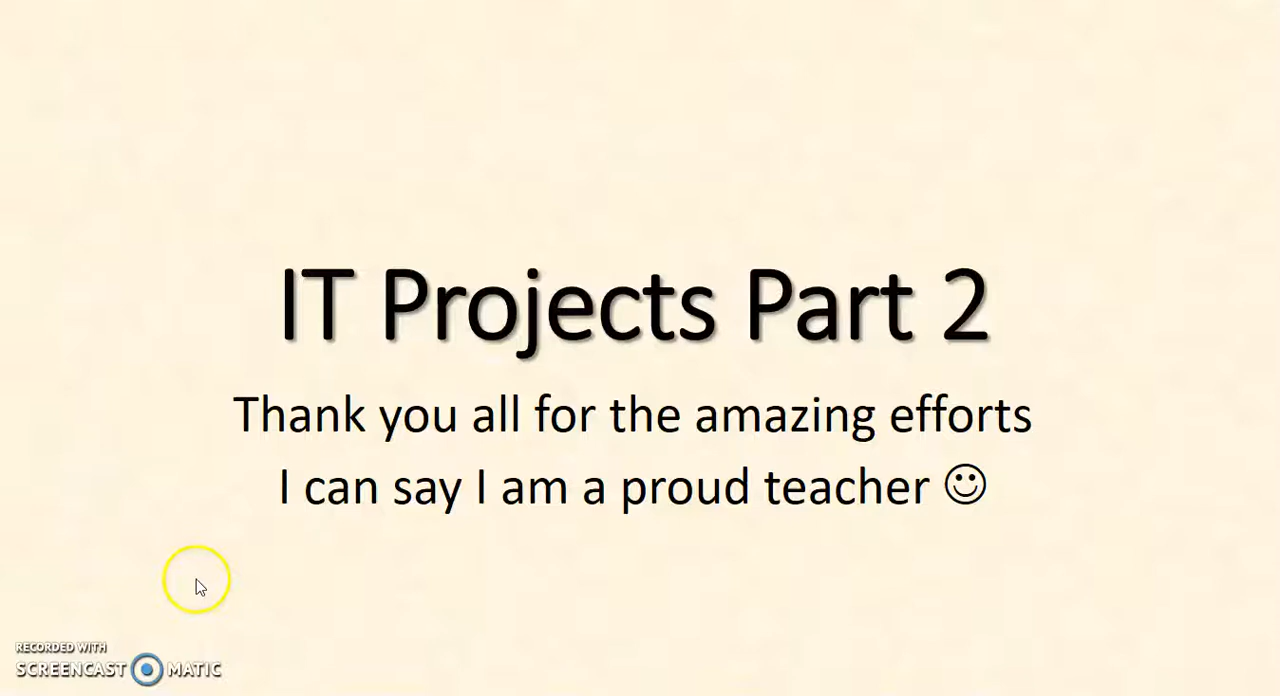 IT Projects Part 2
Thank you all for the amazing efforts
I can say I am a proud teacher ☺
RECORDED WITH
SCREENCAST MATIC